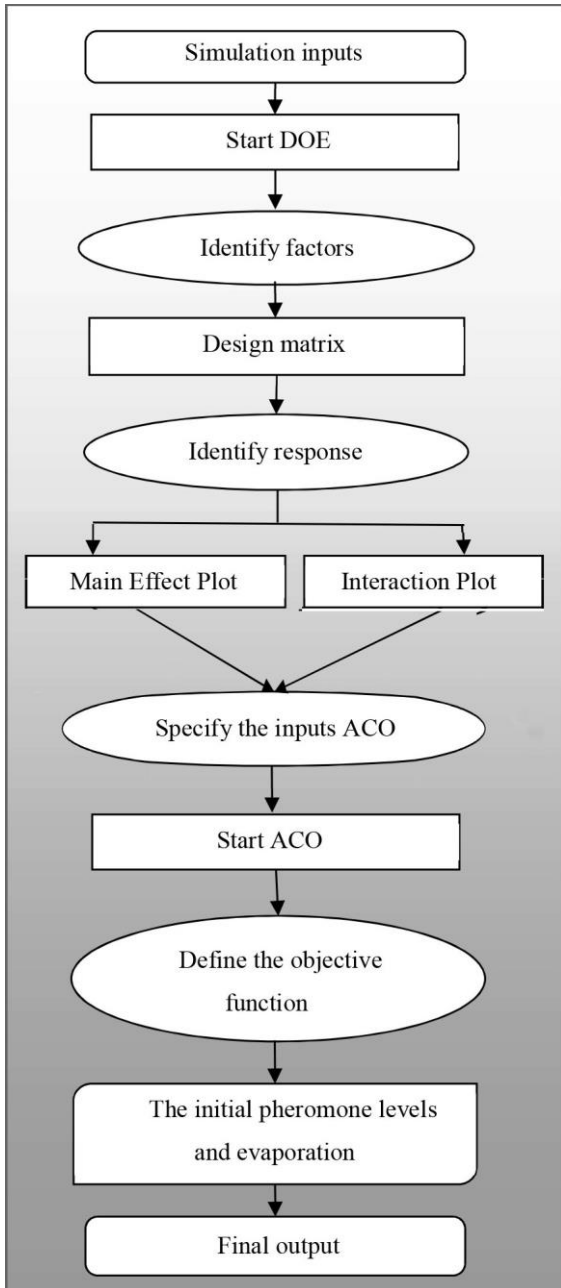 Simulation inputs
Start DOE
Identify factors
Design matrix
Identify response
Main Effect Plot
Interaction Plot
Specify the inputs ACO
Start ACO
Define the objective
function
The initial pheromone levels
and evaporation
Final output